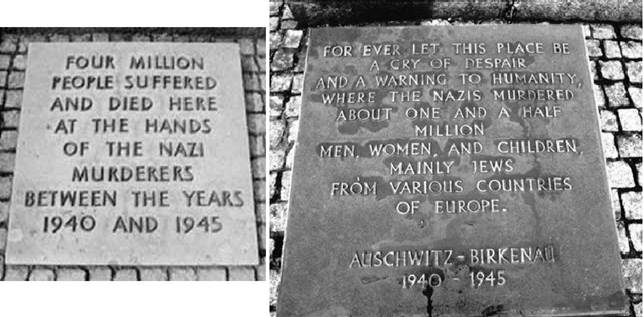 FOUR MILLION
PEOPLE SUFFERED
AND DIED HERE
AT THE HANDS
OF THE NAZI
MURDERERS
BETWEEN THE YEARS
1940 AND 1945
FOR EVER LET THIS PLACE BE
A CRY OF DESPAIR
AND A WARNING TO HUMANITY,
WHERE THE NAZIS MURDERED
ABOUT ONE AND A HALF
MILLION
MEN, WOMEN, AND CHILDREN,
MAINLY JEWS
FROM VARIOUS COUNTRIES
OF EUROPE.
AUSCHWITZ - BIRKENAU
1940 - 1945